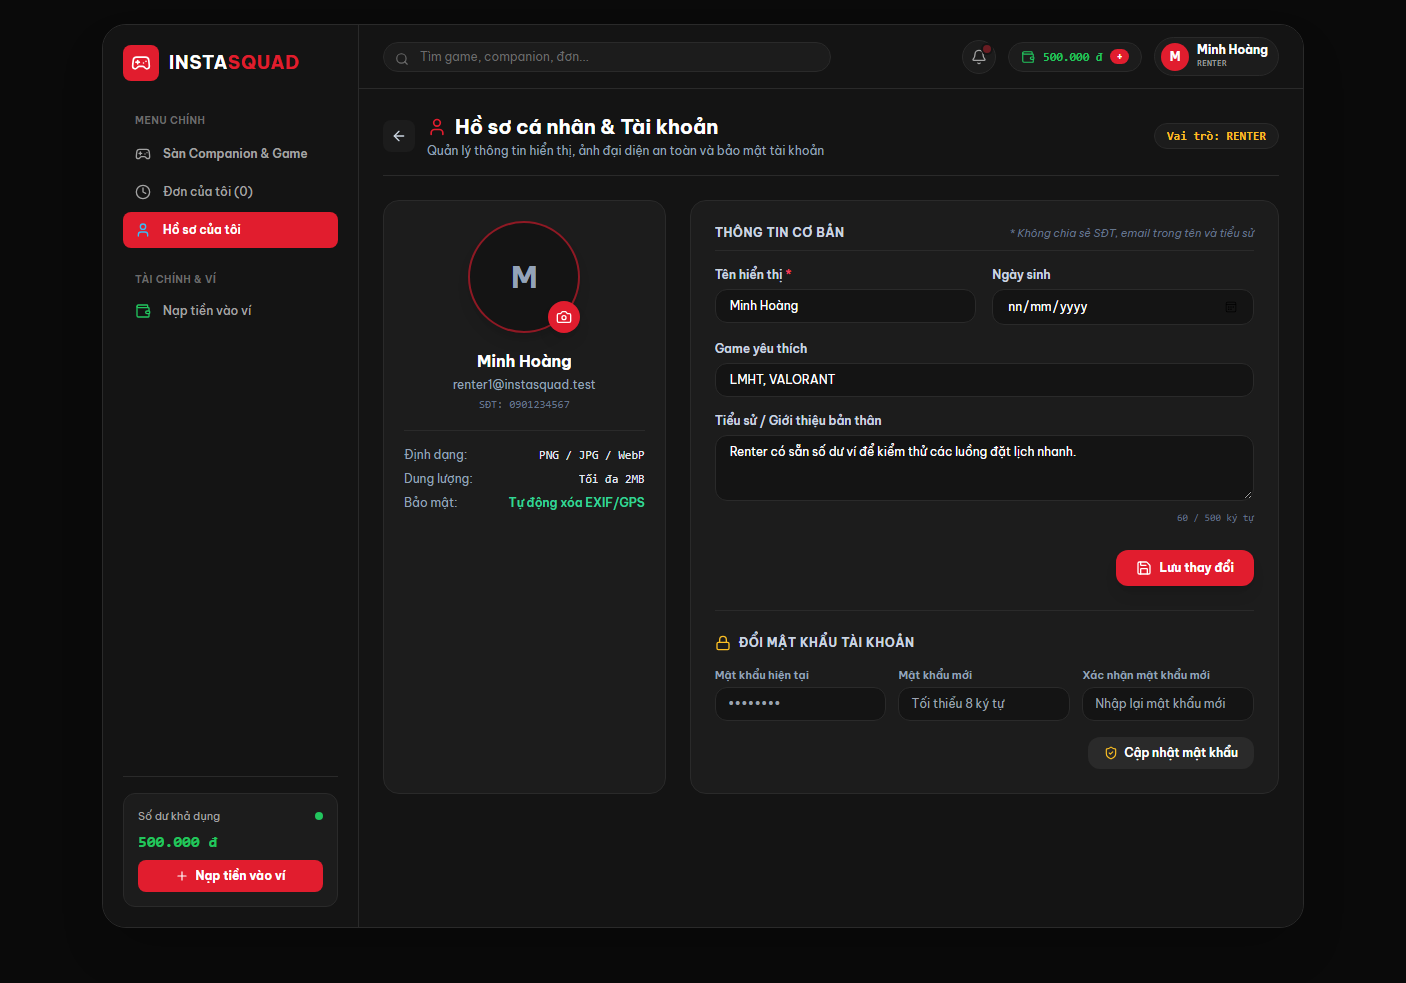 INSTASQUAD
Tìm game, companion, đơn...
500.000 đ
+
M
Minh Hoàng
RENTER
MENU CHÍNH
Sàn Companion & Game
Đơn của tôi (0)
Hồ sơ của tôi
TÀI CHÍNH & VÍ
Nạp tiền vào ví
Số dư khả dụng
500.000 đ
+ Nạp tiền vào ví
Hồ sơ cá nhân & Tài khoản
Quản lý thông tin hiển thị, ảnh đại diện an toàn và bảo mật tài khoản
Vai trò: RENTER
M
Minh Hoàng
renter1@instasquad.test
SĐT: 0901234567
Định dạng: PNG / JPG / WebP
Dung lượng: Tối đa 2MB
Bảo mật: Tự động xóa EXIF/GPS
THÔNG TIN CƠ BẢN
* Không chia sẻ SĐT, email trong tên và tiểu sử
Tên hiển thị *
Minh Hoàng
Ngày sinh
nn/mm/yyyy
Game yêu thích
LMHT, VALORANT
Tiểu sử / Giới thiệu bản thân
Renter có sẵn số dư ví để kiểm thử các luồng đặt lịch nhanh.
60 / 500 ký tự
Lưu thay đổi
ĐỔI MẬT KHẨU TÀI KHOẢN
Mật khẩu hiện tại
••••••••
Mật khẩu mới
Tối thiểu 8 ký tự
Xác nhận mật khẩu mới
Nhập lại mật khẩu mới
Cập nhật mật khẩu